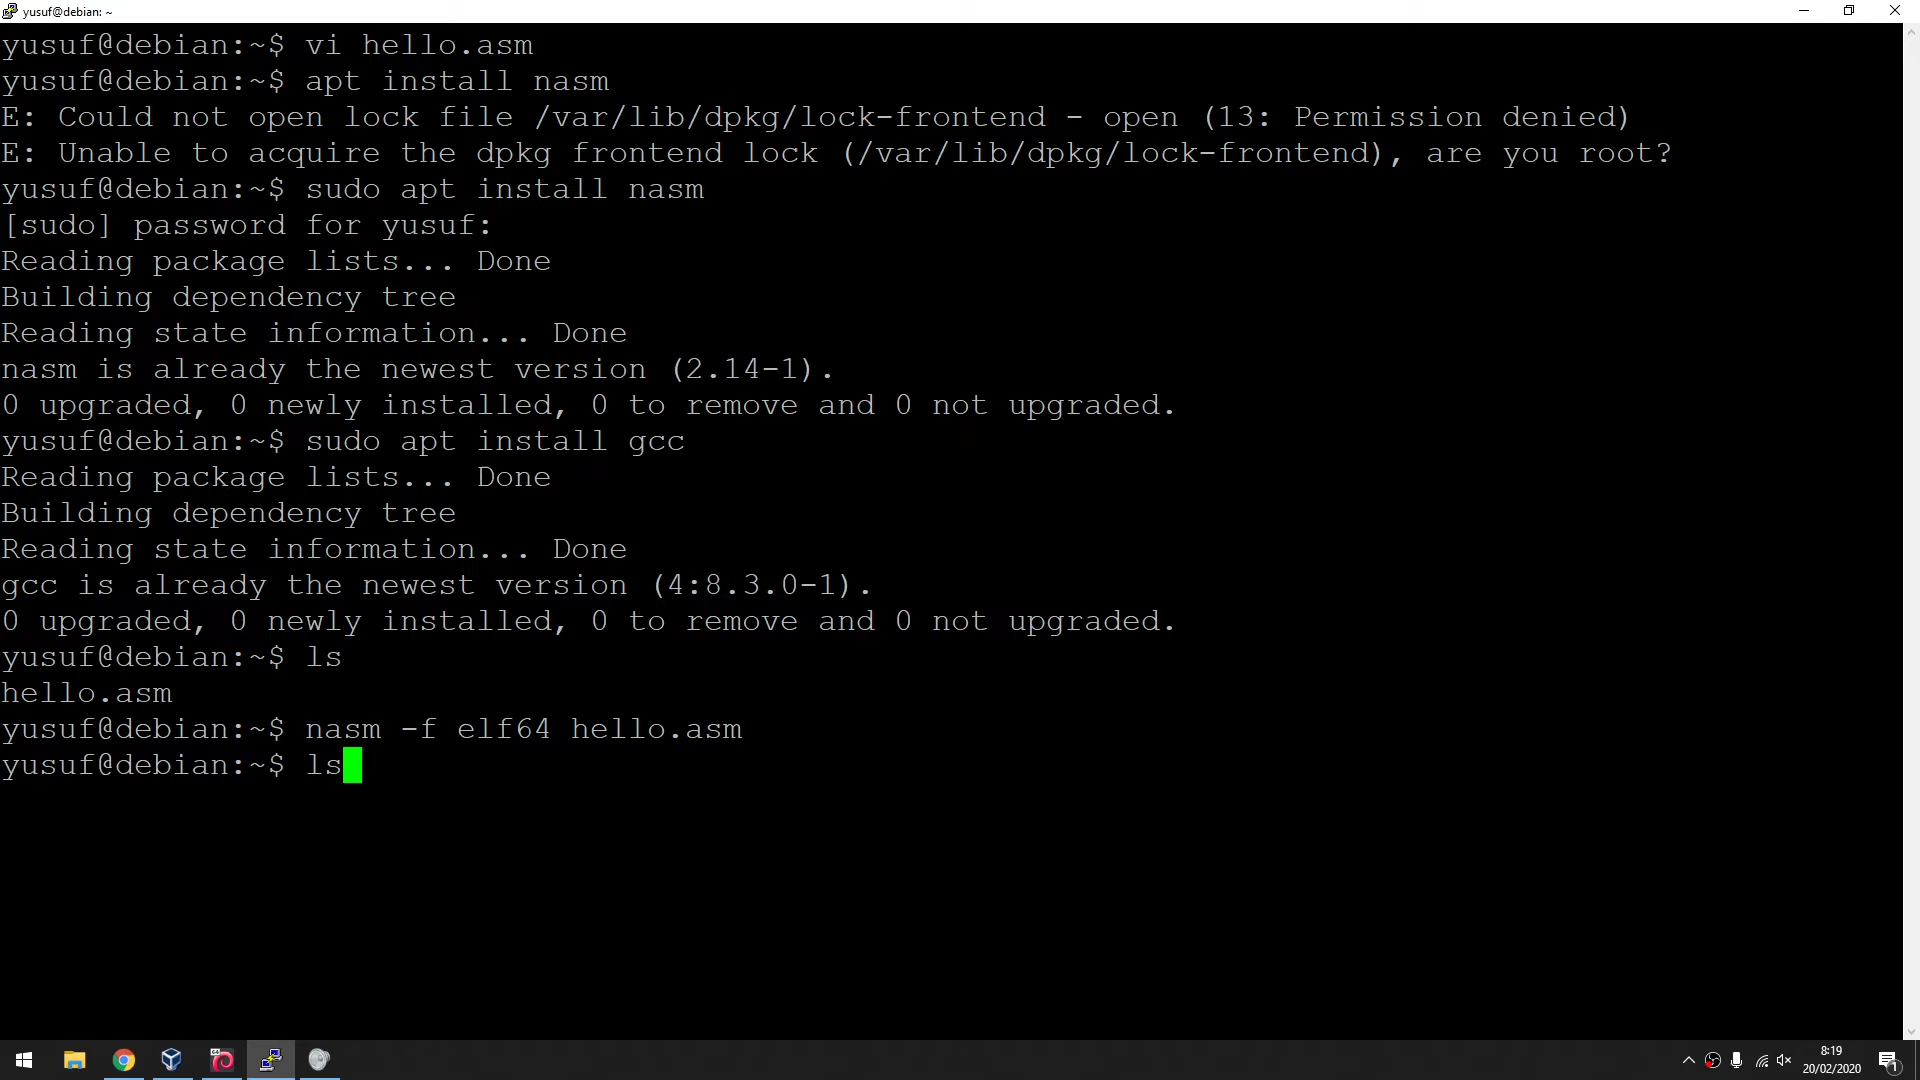 yusuf@debian: ~
yusuf@debian:~$ vi hello.asm
yusuf@debian:~$ apt install nasm
E: Could not open lock file /var/lib/dpkg/lock-frontend - open (13: Permission denied)
E: Unable to acquire the dpkg frontend lock (/var/lib/dpkg/lock-frontend), are you root?
yusuf@debian:~$ sudo apt install nasm
[sudo] password for yusuf:
Reading package lists... Done
Building dependency tree
Reading state information... Done
nasm is already the newest version (2.14-1).
0 upgraded, 0 newly installed, 0 to remove and 0 not upgraded.
yusuf@debian:~$ sudo apt install gcc
Reading package lists... Done
Building dependency tree
Reading state information... Done
gcc is already the newest version (4:8.3.0-1).
0 upgraded, 0 newly installed, 0 to remove and 0 not upgraded.
yusuf@debian:~$ ls
hello.asm
yusuf@debian:~$ nasm -f elf64 hello.asm
yusuf@debian:~$ ls
8:19
20/02/2020
1